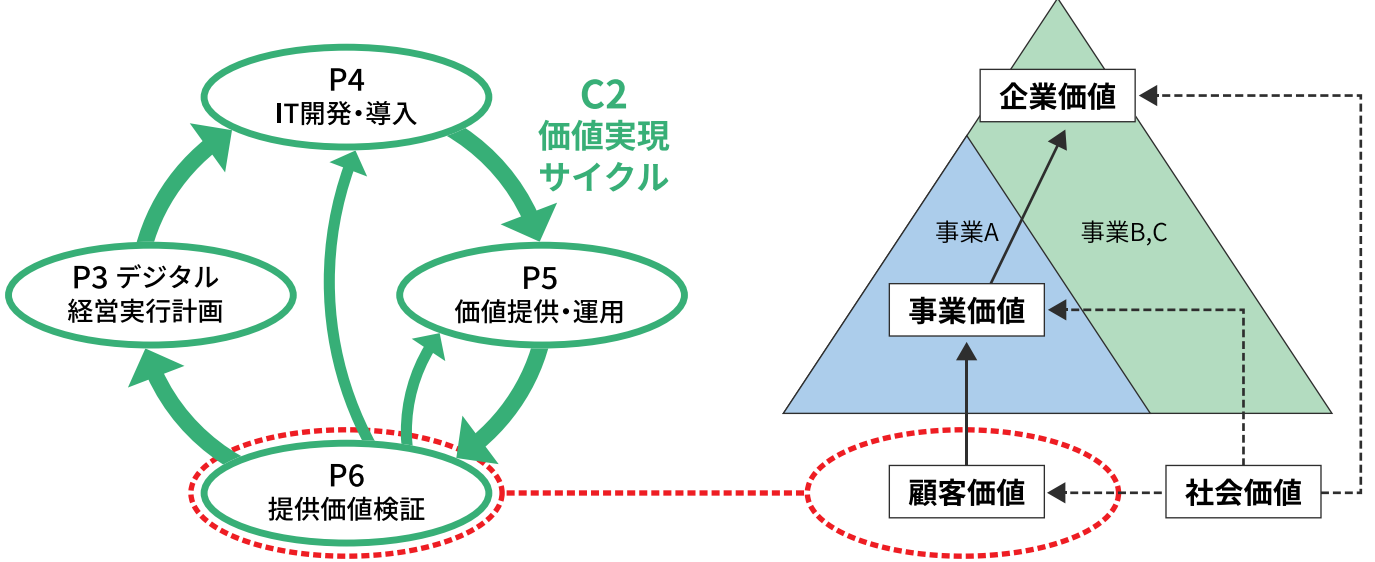 P4
IT開発・導入
C2
価値実現
サイクル
P3 デジタル
経営実行計画
P5
価値提供・運用
P6
提供価値検証
企業価値
事業A
事業B,C
事業価値
顧客価値
社会価値